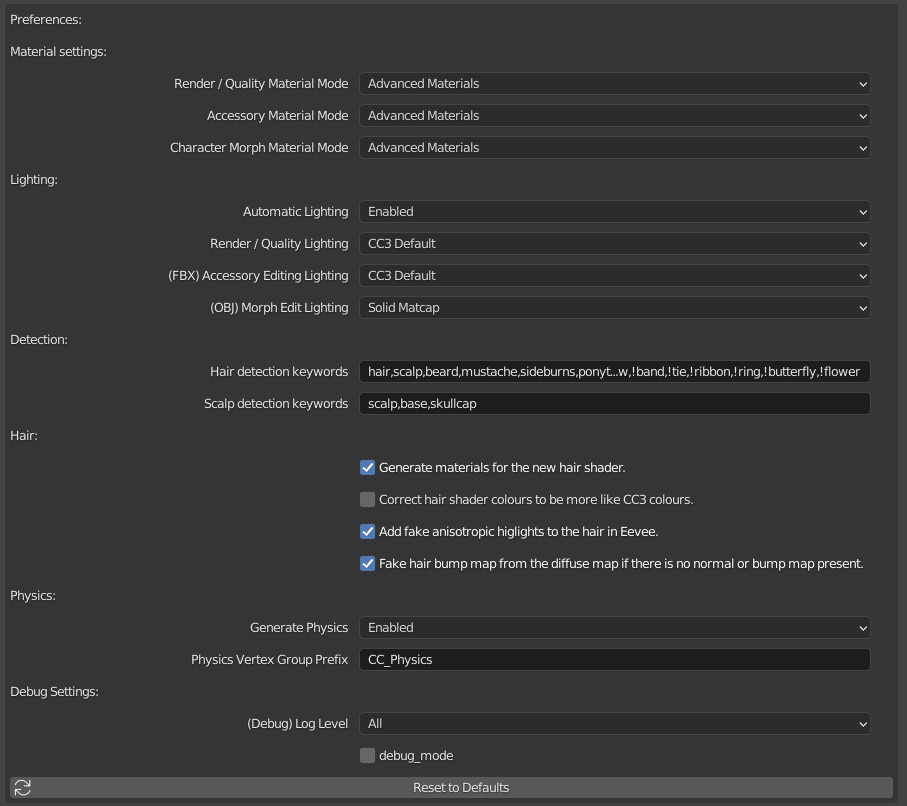 Preferences:
Material settings:
Render / Quality Material Mode Advanced Materials
Accessory Material Mode Advanced Materials
Character Morph Material Mode Advanced Materials
Lighting:
Automatic Lighting Enabled
Render / Quality Lighting CC3 Default
(FBX) Accessory Editing Lighting CC3 Default
(OBJ) Morph Edit Lighting Solid Matcap
Detection:
Hair detection keywords hair,scalp,beard,mustache,sideburns,ponyt...w,!band,!tie,!ribbon,!ring,!butterfly,!flower
Scalp detection keywords scalp,base,skullcap
Hair:
Generate materials for the new hair shader.
Correct hair shader colours to be more like CC3 colours.
Add fake anisotropic higlights to the hair in Eevee.
Fake hair bump map from the diffuse map if there is no normal or bump map present.
Physics:
Generate Physics Enabled
Physics Vertex Group Prefix CC_Physics
Debug Settings:
(Debug) Log Level All
debug_mode
Reset to Defaults